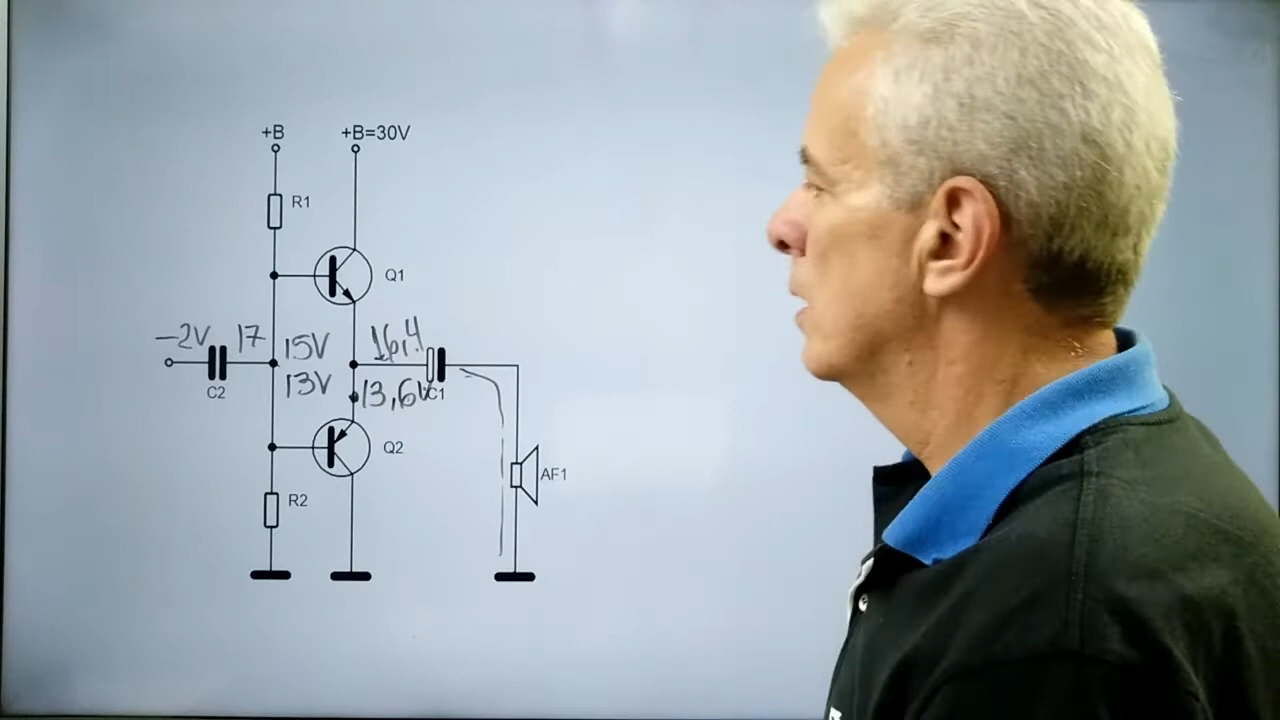 +B +B=30V
R1
Q1
-2V 17 15V 16,4
C2 13V 13,6V C1
Q2
AF1
R2